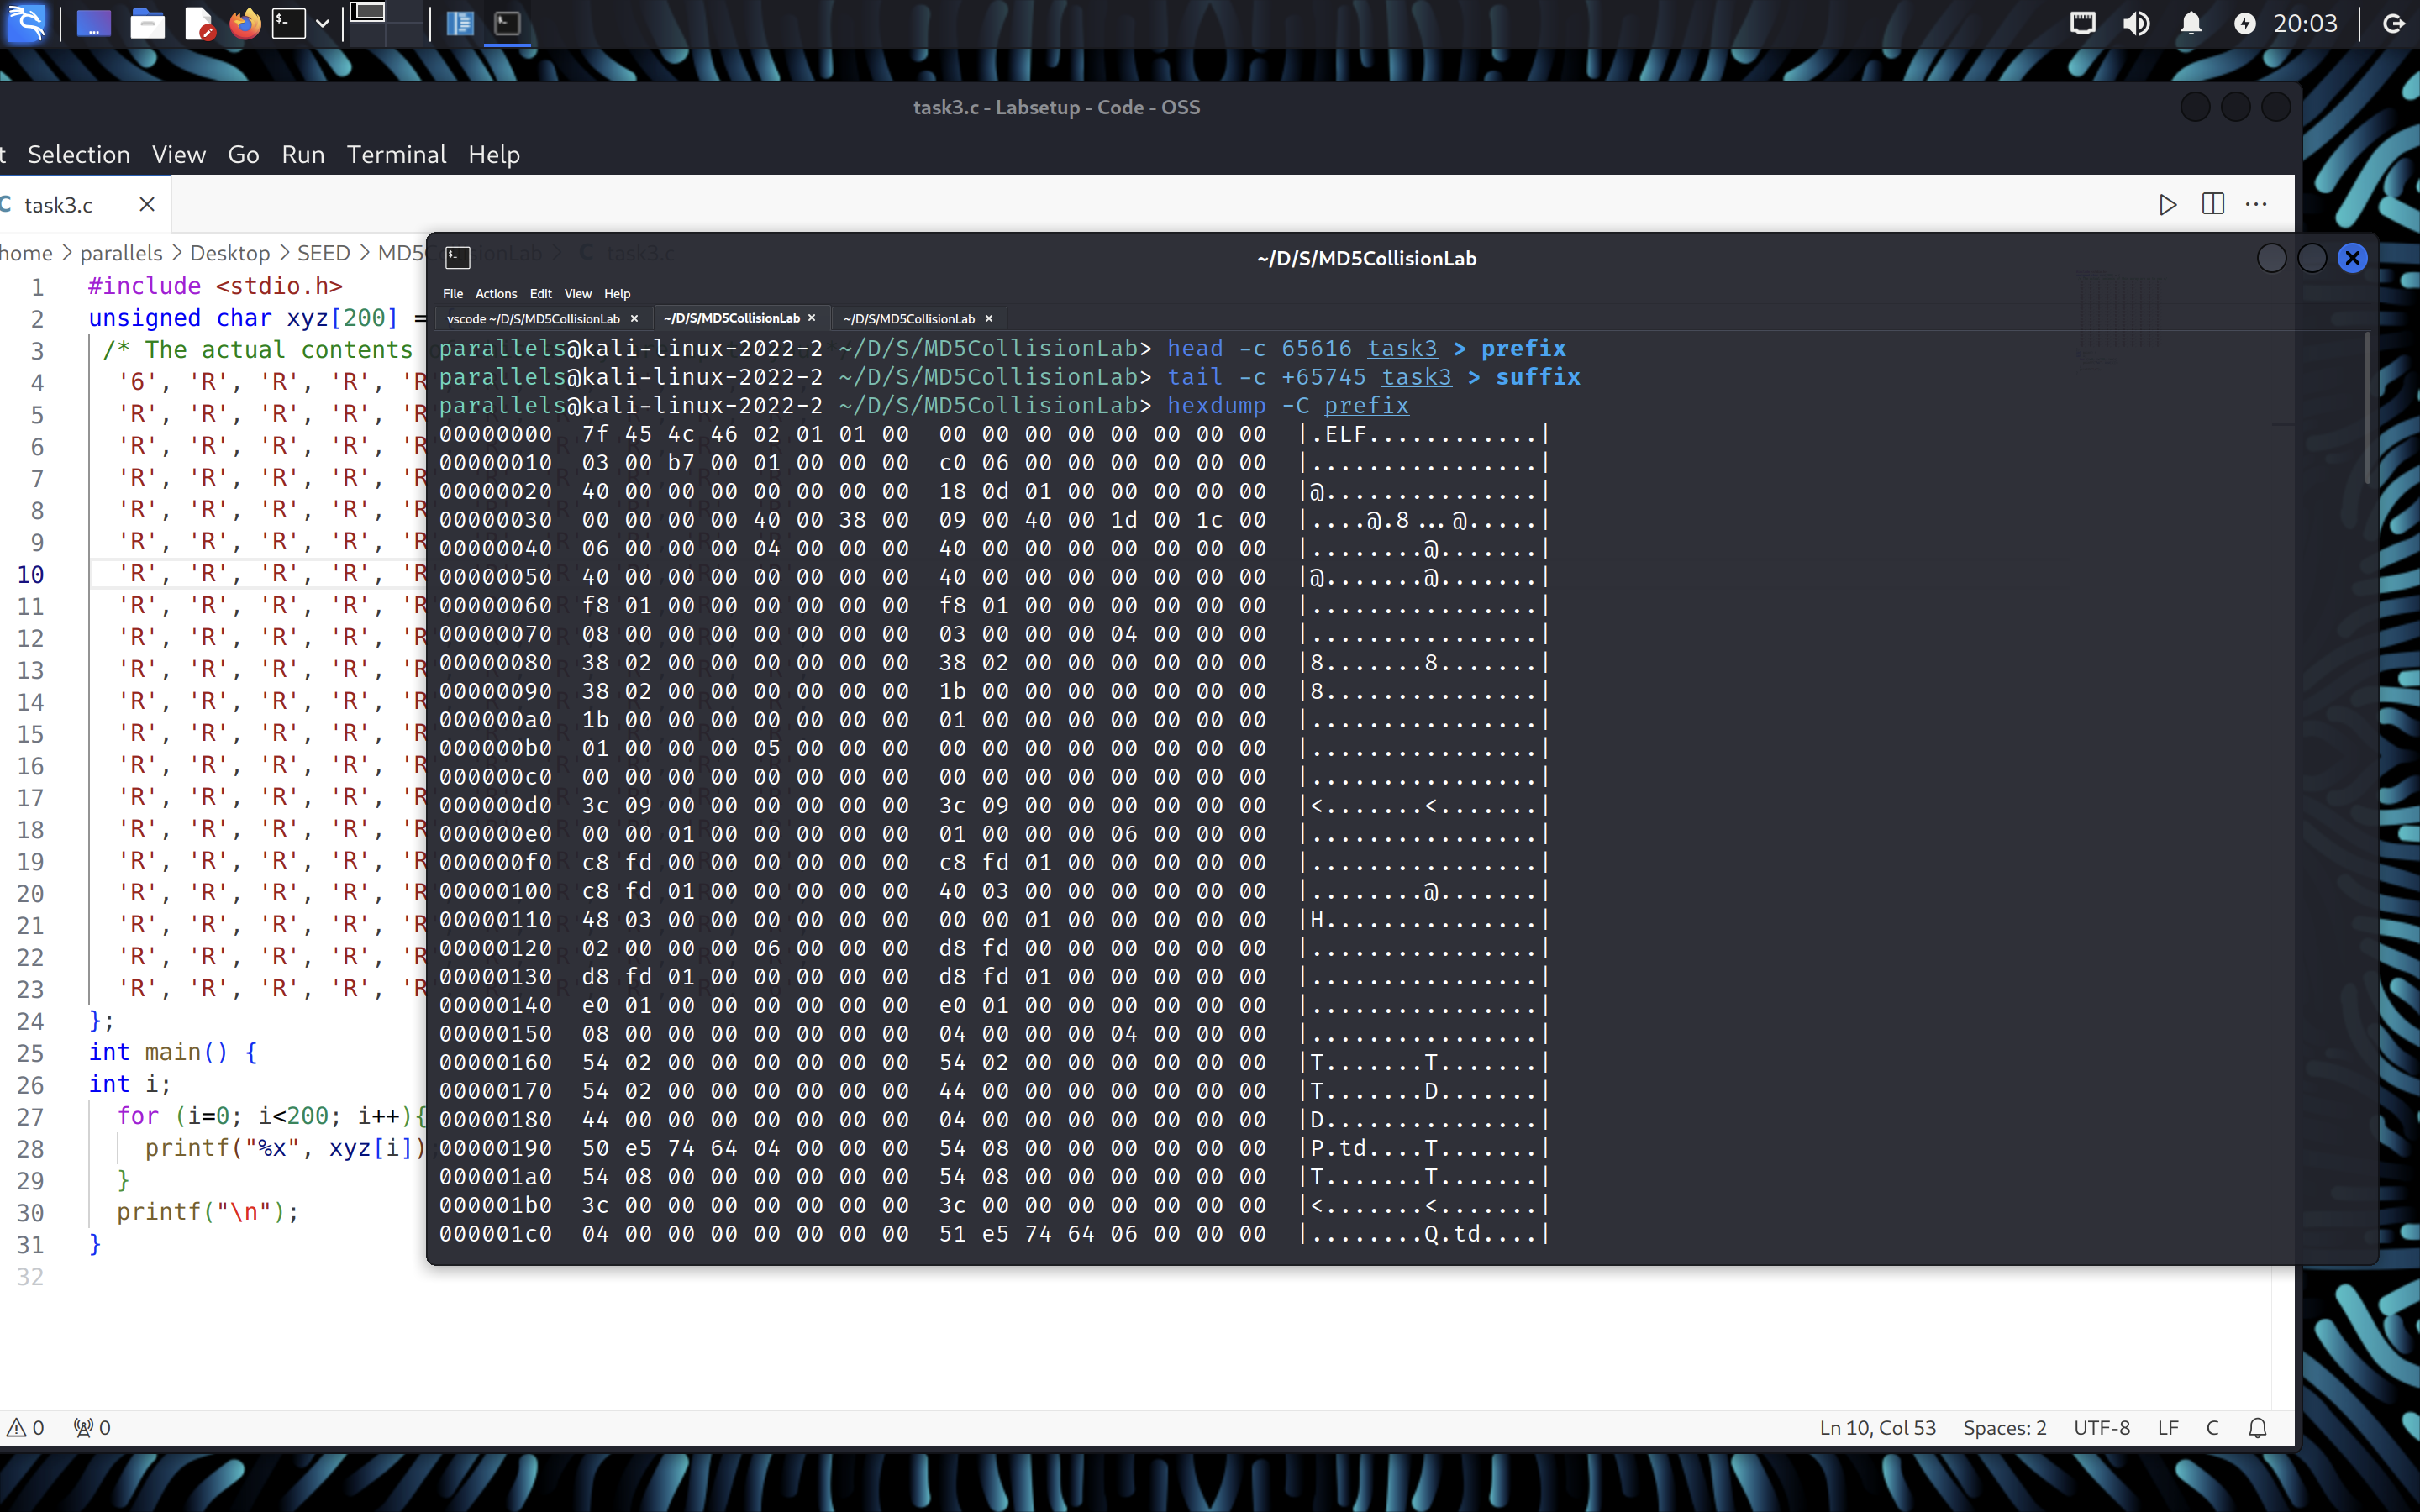 20:03
task3.c - Labsetup - Code - OSS
t Selection View Go Run Terminal Help
C task3.c
home > parallels > Desktop > SEED > MD5CollisionLab > C task3.c
1 #include <stdio.h>
2 unsigned char xyz[200] =
3 /* The actual contents
4 '6', 'R', 'R', 'R', 'R
5 'R', 'R', 'R', 'R', 'R
6 'R', 'R', 'R', 'R', 'R
7 'R', 'R', 'R', 'R', 'R
8 'R', 'R', 'R', 'R', 'R
9 'R', 'R', 'R', 'R', 'R
10 'R', 'R', 'R', 'R', 'R
11 'R', 'R', 'R', 'R', 'R
12 'R', 'R', 'R', 'R', 'R
13 'R', 'R', 'R', 'R', 'R
14 'R', 'R', 'R', 'R', 'R
15 'R', 'R', 'R', 'R', 'R
16 'R', 'R', 'R', 'R', 'R
17 'R', 'R', 'R', 'R', 'R
18 'R', 'R', 'R', 'R', 'R
19 'R', 'R', 'R', 'R', 'R
20 'R', 'R', 'R', 'R', 'R
21 'R', 'R', 'R', 'R', 'R
22 'R', 'R', 'R', 'R', 'R
23 'R', 'R', 'R', 'R', 'R
24 };
25 int main() {
26 int i;
27 for (i=0; i<200; i++){
28 printf("%x", xyz[i])
29 }
30 printf("\n");
31 }
32
~/D/S/MD5CollisionLab
File Actions Edit View Help
vscode ~/D/S/MD5CollisionLab × ~/D/S/MD5CollisionLab × ~/D/S/MD5CollisionLab ×
parallels@kali-linux-2022-2 ~/D/S/MD5CollisionLab> head -c 65616 task3 > prefix
parallels@kali-linux-2022-2 ~/D/S/MD5CollisionLab> tail -c +65745 task3 > suffix
parallels@kali-linux-2022-2 ~/D/S/MD5CollisionLab> hexdump -C prefix
00000000 7f 45 4c 46 02 01 01 00 00 00 00 00 00 00 00 00 |.ELF............|
00000010 03 00 b7 00 01 00 00 00 c0 06 00 00 00 00 00 00 |................|
00000020 40 00 00 00 00 00 00 00 18 0d 01 00 00 00 00 00 |@...............|
00000030 00 00 00 00 40 00 38 00 09 00 40 00 1d 00 1c 00 |....@.8...@.....|
00000040 06 00 00 00 04 00 00 00 40 00 00 00 00 00 00 00 |........@.......|
00000050 40 00 00 00 00 00 00 00 40 00 00 00 00 00 00 00 |@.......@.......|
00000060 f8 01 00 00 00 00 00 00 f8 01 00 00 00 00 00 00 |................|
00000070 08 00 00 00 00 00 00 00 03 00 00 00 04 00 00 00 |................|
00000080 38 02 00 00 00 00 00 00 38 02 00 00 00 00 00 00 |8.......8.......|
00000090 38 02 00 00 00 00 00 00 1b 00 00 00 00 00 00 00 |8...............|
000000a0 1b 00 00 00 00 00 00 00 01 00 00 00 00 00 00 00 |................|
000000b0 01 00 00 00 05 00 00 00 00 00 00 00 00 00 00 00 |................|
000000c0 00 00 00 00 00 00 00 00 00 00 00 00 00 00 00 00 |................|
000000d0 3c 09 00 00 00 00 00 00 3c 09 00 00 00 00 00 00 |<.......<.......|
000000e0 00 00 01 00 00 00 00 00 01 00 00 00 06 00 00 00 |................|
000000f0 c8 fd 00 00 00 00 00 00 c8 fd 01 00 00 00 00 00 |................|
00000100 c8 fd 01 00 00 00 00 00 40 03 00 00 00 00 00 00 |........@.......|
00000110 48 03 00 00 00 00 00 00 00 00 01 00 00 00 00 00 |H...............|
00000120 02 00 00 00 06 00 00 00 d8 fd 00 00 00 00 00 00 |................|
00000130 d8 fd 01 00 00 00 00 00 d8 fd 01 00 00 00 00 00 |................|
00000140 e0 01 00 00 00 00 00 00 e0 01 00 00 00 00 00 00 |................|
00000150 08 00 00 00 00 00 00 00 04 00 00 00 04 00 00 00 |................|
00000160 54 02 00 00 00 00 00 00 54 02 00 00 00 00 00 00 |T.......T.......|
00000170 54 02 00 00 00 00 00 00 44 00 00 00 00 00 00 00 |T.......D.......|
00000180 44 00 00 00 00 00 00 00 04 00 00 00 00 00 00 00 |D...............|
00000190 50 e5 74 64 04 00 00 00 54 08 00 00 00 00 00 00 |P.td....T.......|
000001a0 54 08 00 00 00 00 00 00 54 08 00 00 00 00 00 00 |T.......T.......|
000001b0 3c 00 00 00 00 00 00 00 3c 00 00 00 00 00 00 00 |<.......<.......|
000001c0 04 00 00 00 00 00 00 00 51 e5 74 64 06 00 00 00 |........Q.td....|
0 0
Ln 10, Col 53 Spaces: 2 UTF-8 LF C